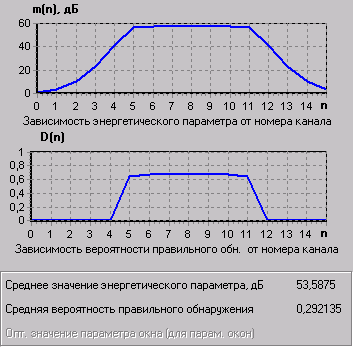 m(n), дБ
60
40
20
0
0 1 2 3 4 5 6 7 8 9 10 11 12 13 14 n
Зависимость энергетического параметра от номера канала
D(n)
1
0,8
0,6
0,4
0,2
0
0 1 2 3 4 5 6 7 8 9 10 11 12 13 14 n
Зависимость вероятности правильного обн. от номера канала
Среднее значение энергетического параметра, дБ 53,5875
Средняя вероятность правильного обнаружения 0,292135
Опт. значение параметра окна (для парам. окон)